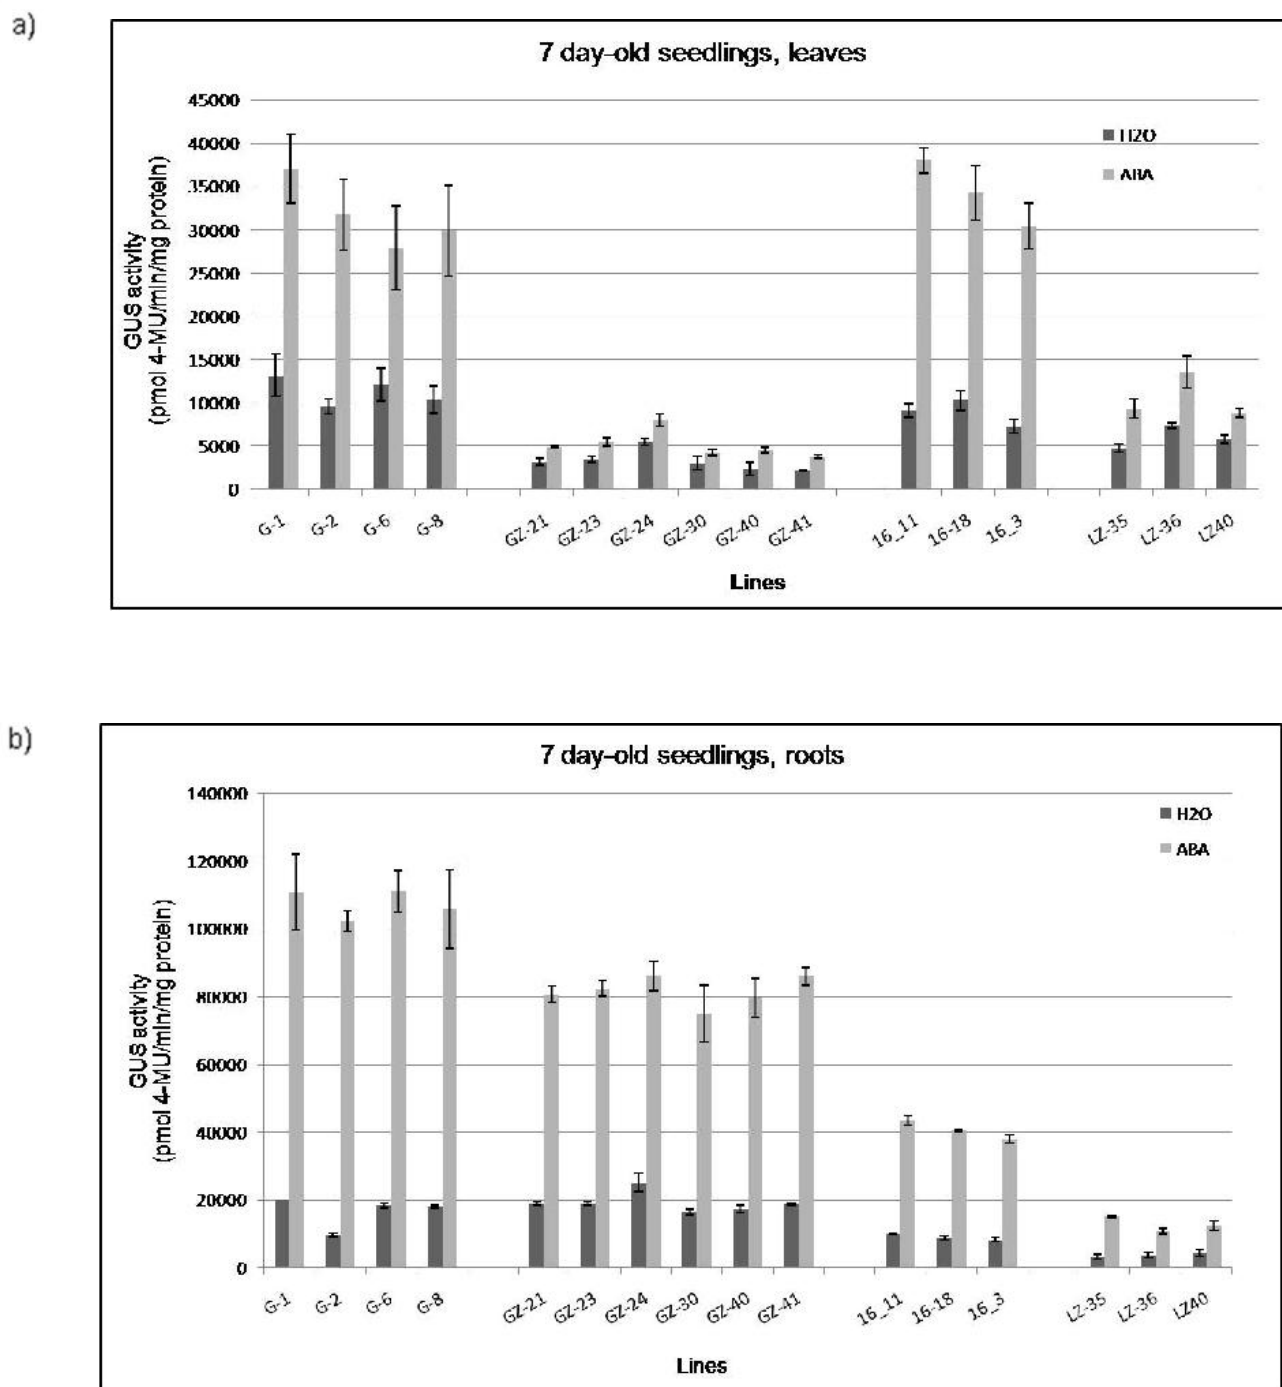 a)
7 day-old seedlings, leaves
45000
40000
35000
30000
25000
20000
15000
10000
5000
0
GUS activity
(pmol 4-MU/min/mg protein)
H2O
ABA
G-1 G-2 G-6 G-8 GZ-21 GZ-23 GZ-24 GZ-30 GZ-40 GZ-41 16_11 16-18 16_3 LZ-35 LZ-36 LZ40
Lines
b)
7 day-old seedlings, roots
140000
120000
100000
80000
60000
40000
20000
0
GUS activity
(pmol 4-MU/min/mg protein)
H2O
ABA
G-1 G-2 G-6 G-8 GZ-21 GZ-23 GZ-24 GZ-30 GZ-40 GZ-41 16_11 16-18 16_3 LZ-35 LZ-36 LZ40
Lines